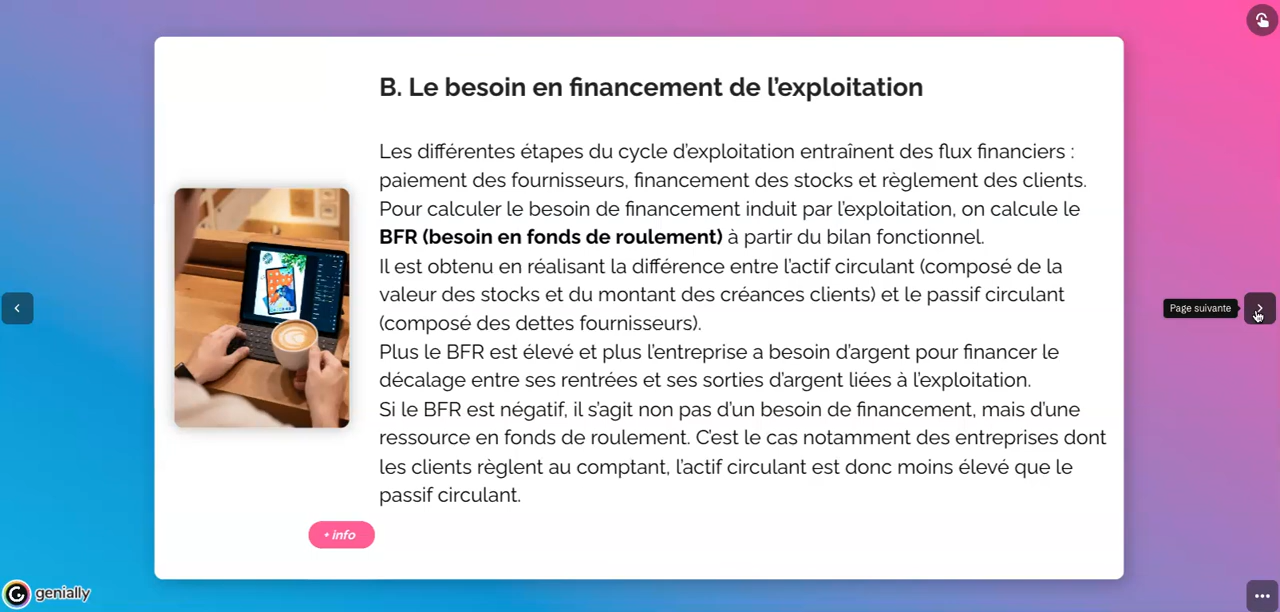 B. Le besoin en financement de l'exploitation
Les différentes étapes du cycle d'exploitation entraînent des flux financiers :
paiement des fournisseurs, financement des stocks et règlement des clients.
Pour calculer le besoin de financement induit par l'exploitation, on calcule le
BFR (besoin en fonds de roulement) à partir du bilan fonctionnel.
Il est obtenu en réalisant la différence entre l'actif circulant (composé de la
valeur des stocks et du montant des créances clients) et le passif circulant
(composé des dettes fournisseurs).
Plus le BFR est élevé et plus l'entreprise a besoin d'argent pour financer le
décalage entre ses rentrées et ses sorties d'argent liées à l'exploitation.
Si le BFR est négatif, il s'agit non pas d'un besoin de financement, mais d'une
ressource en fonds de roulement. C'est le cas notamment des entreprises dont
les clients règlent au comptant, l'actif circulant est donc moins élevé que le
passif circulant.
+ info
Page suivante
genially